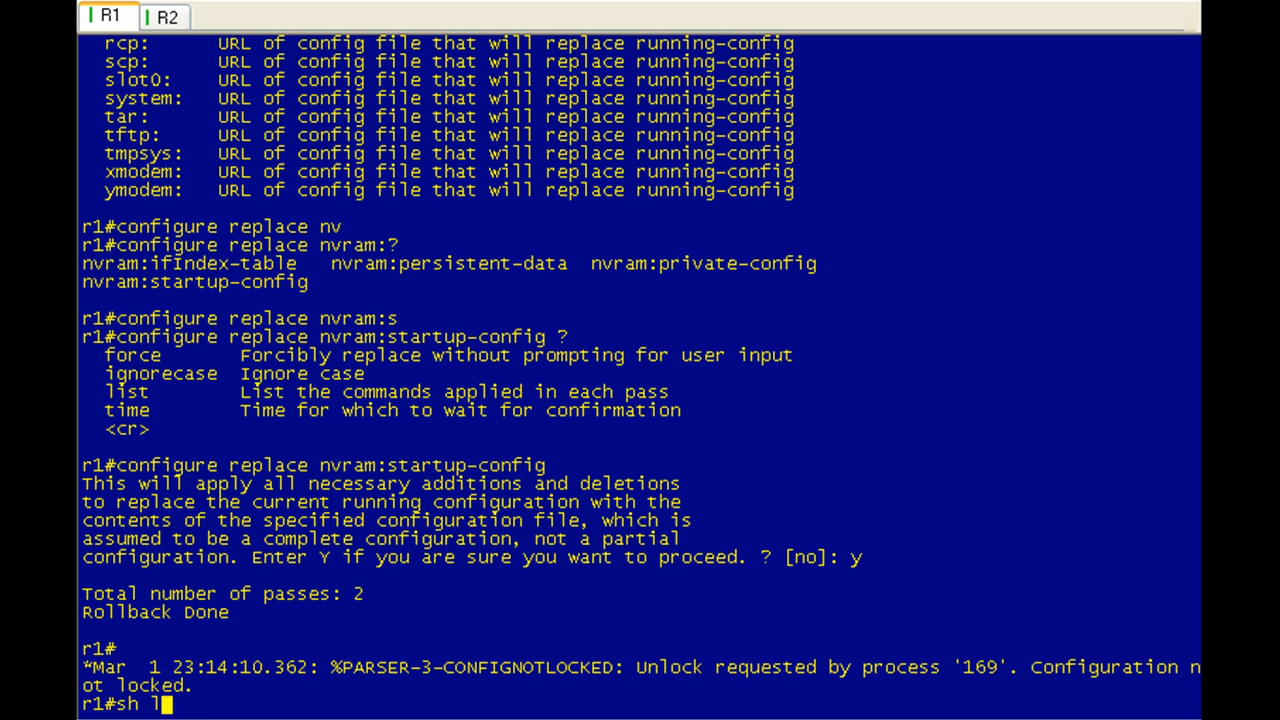 R1
R2
rcp: URL of config file that will replace running-config
scp: URL of config file that will replace running-config
slot0: URL of config file that will replace running-config
system: URL of config file that will replace running-config
tar: URL of config file that will replace running-config
tftp: URL of config file that will replace running-config
tmpsys: URL of config file that will replace running-config
xmodem: URL of config file that will replace running-config
ymodem: URL of config file that will replace running-config
r1#configure replace nv
r1#configure replace nvram:?
nvram:ifIndex-table nvram:persistent-data nvram:private-config
nvram:startup-config
r1#configure replace nvram:s
r1#configure replace nvram:startup-config ?
force Forcibly replace without prompting for user input
ignorecase Ignore case
list List the commands applied in each pass
time Time for which to wait for confirmation
<cr>
r1#configure replace nvram:startup-config
This will apply all necessary additions and deletions
to replace the current running configuration with the
contents of the specified configuration file, which is
assumed to be a complete configuration, not a partial
configuration. Enter Y if you are sure you want to proceed. ? [no]: y
Total number of passes: 2
Rollback Done
r1#
*Mar 1 23:14:10.362: %PARSER-3-CONFIGNOTLOCKED: Unlock requested by process '169'. Configuration n
ot locked.
r1#sh l